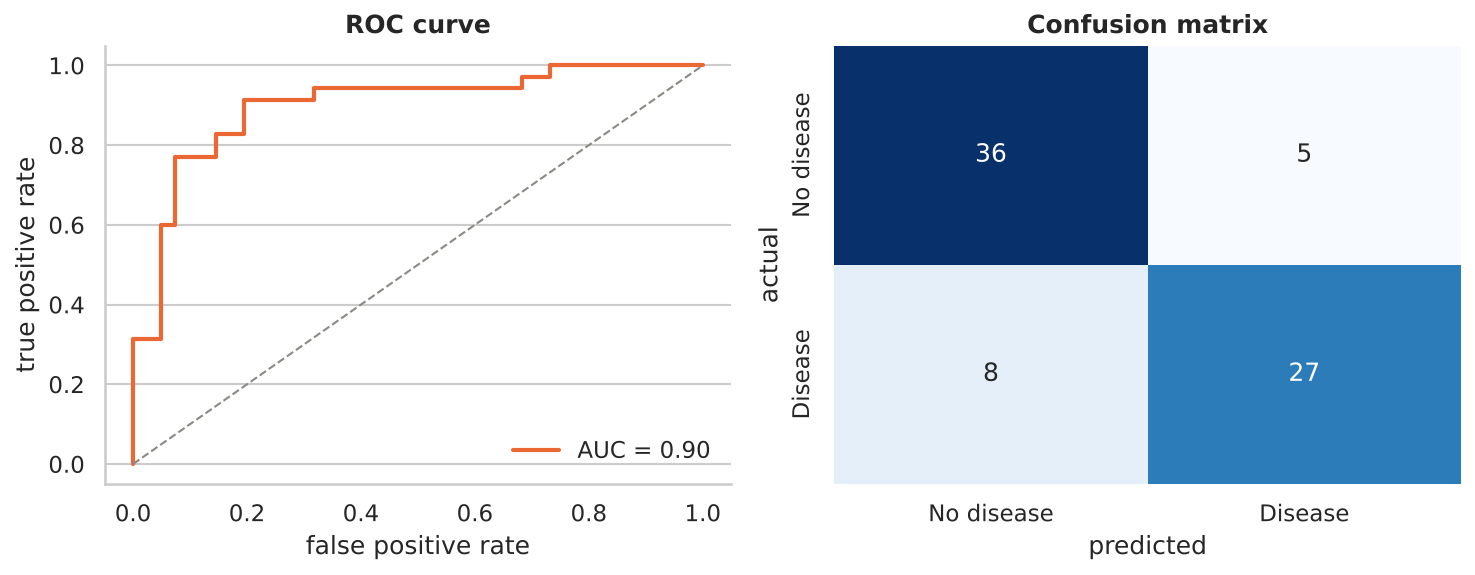 ROC curve
1.0
0.8
0.6
0.4
0.2
0.0
true positive rate
AUC = 0.90
0.0 0.2 0.4 0.6 0.8 1.0
false positive rate
Confusion matrix
actual
No disease
Disease
36 5
8 27
No disease Disease
predicted